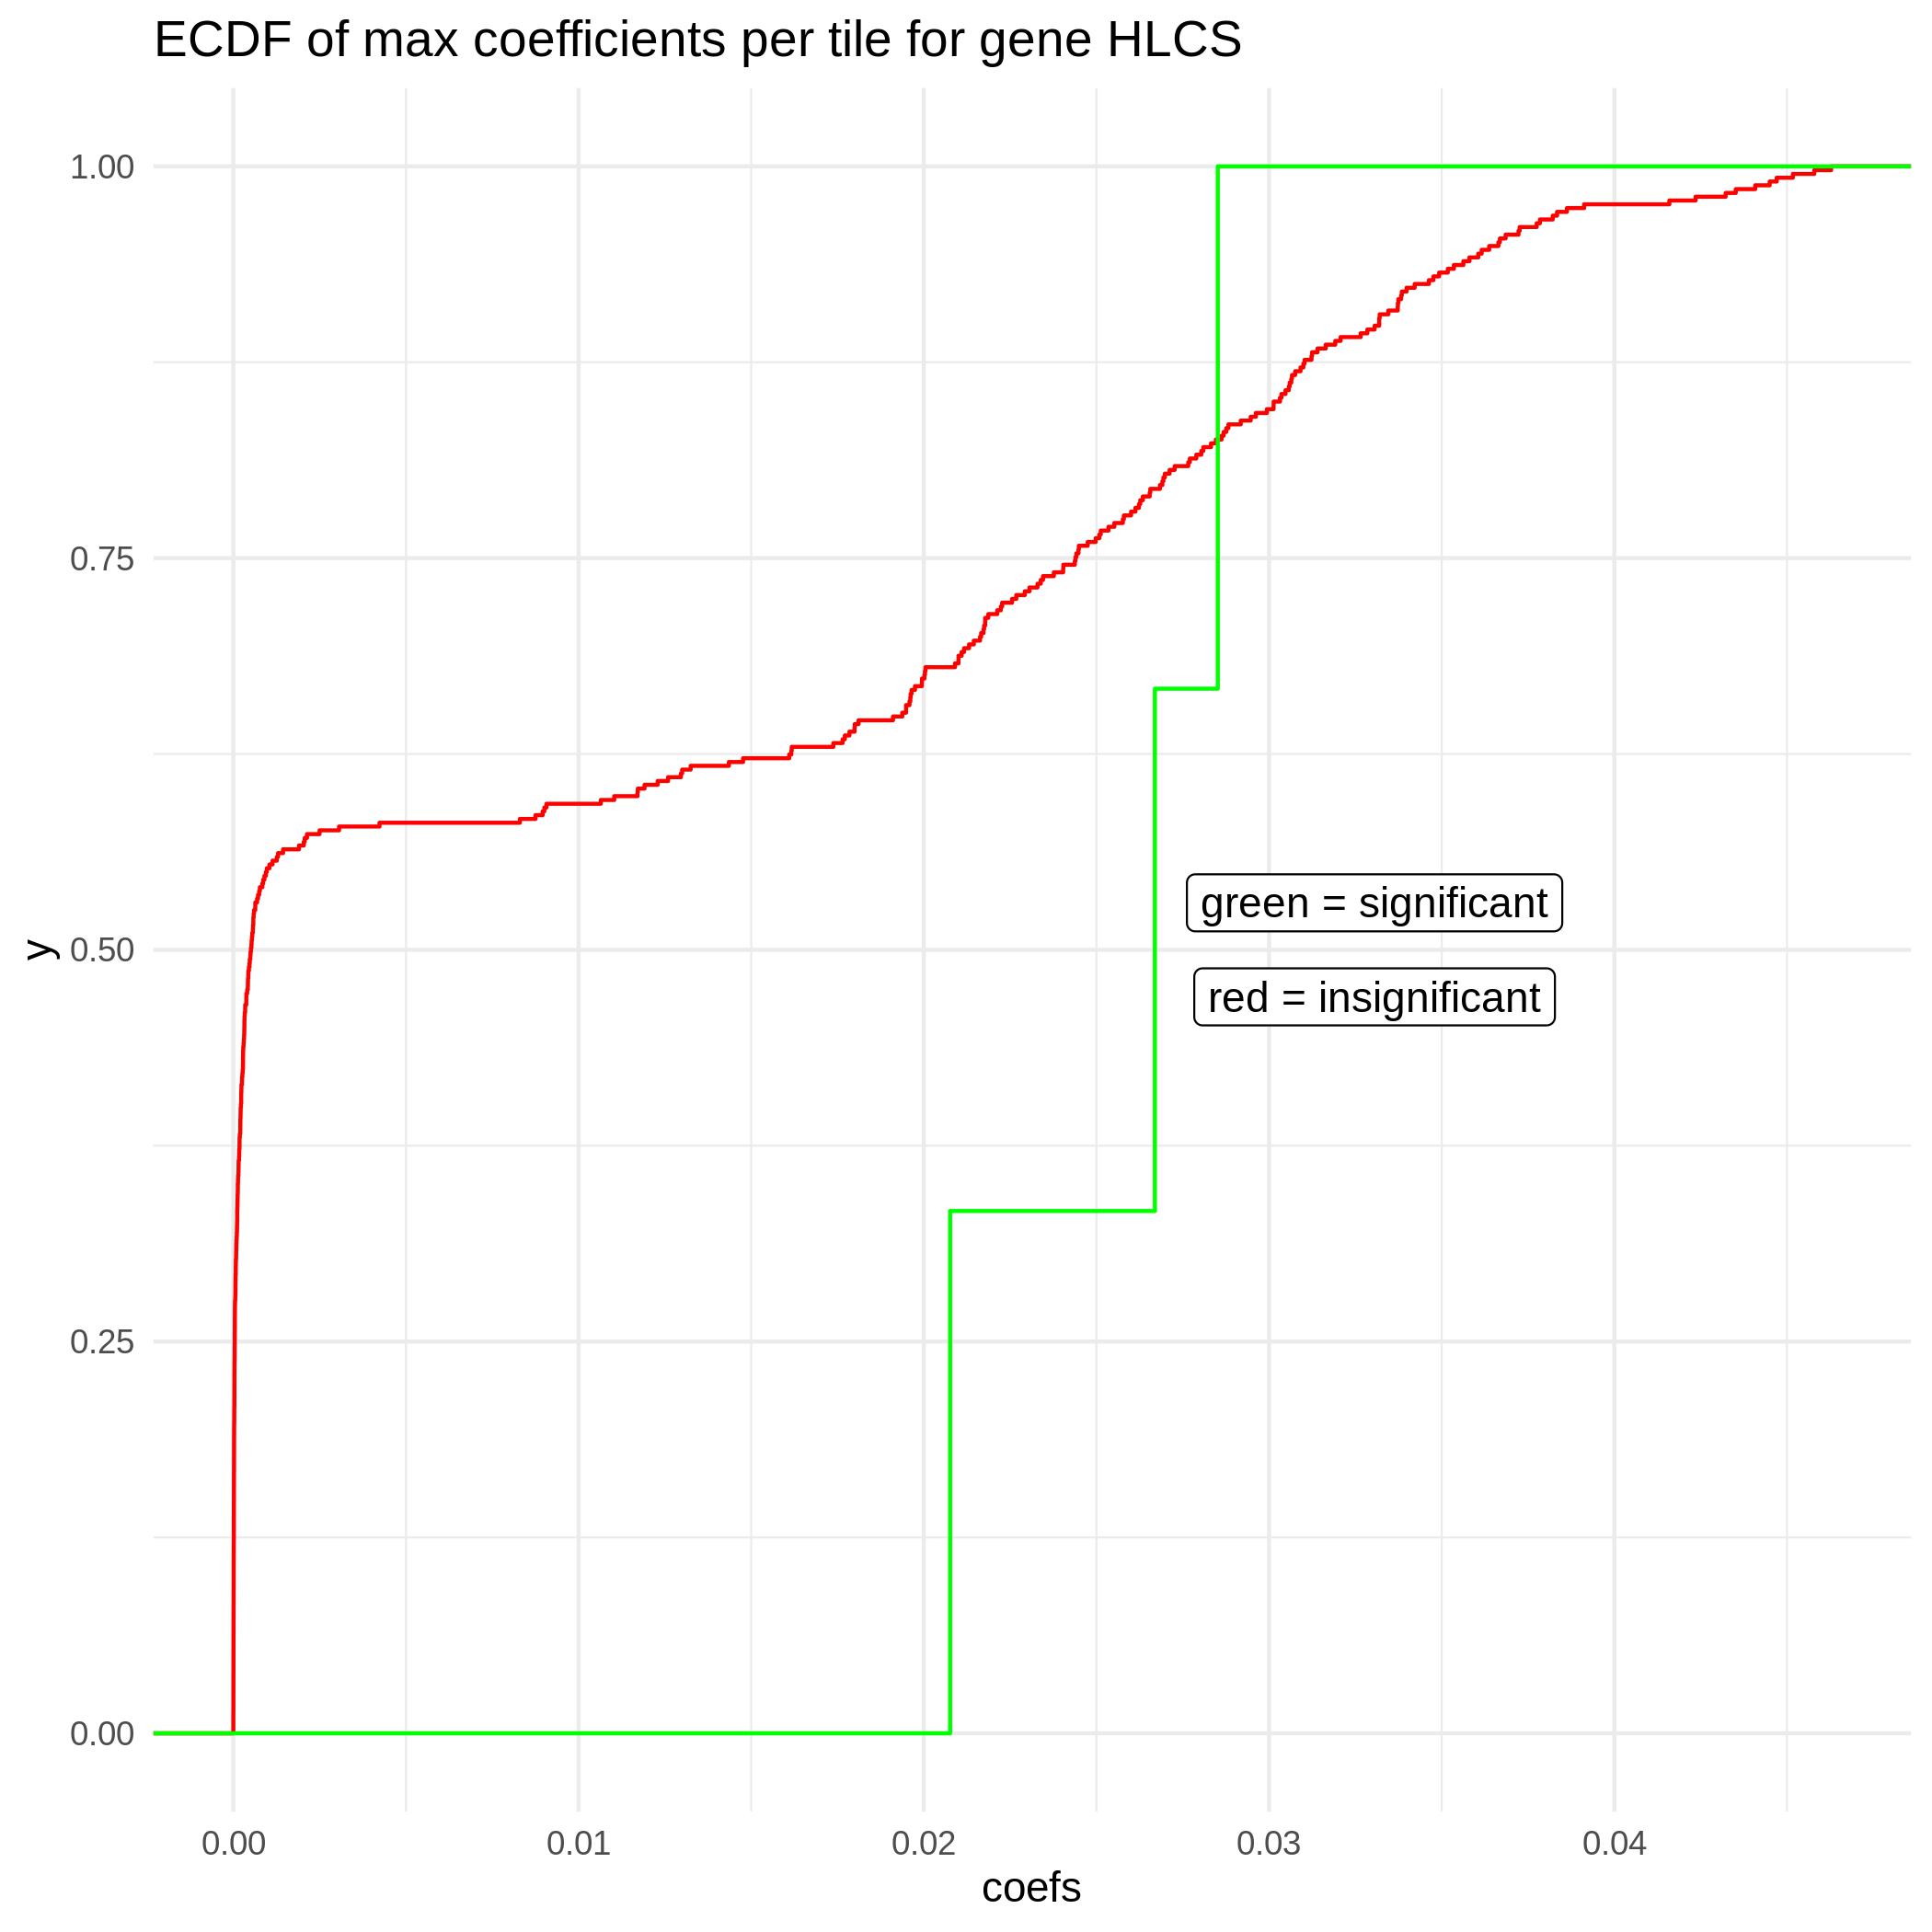 ECDF of max coefficients per tile for gene HLCS
1.00
0.75
0.50
0.25
0.00
y
green = significant
red = insignificant
0.00 0.01 0.02 0.03 0.04
coefs